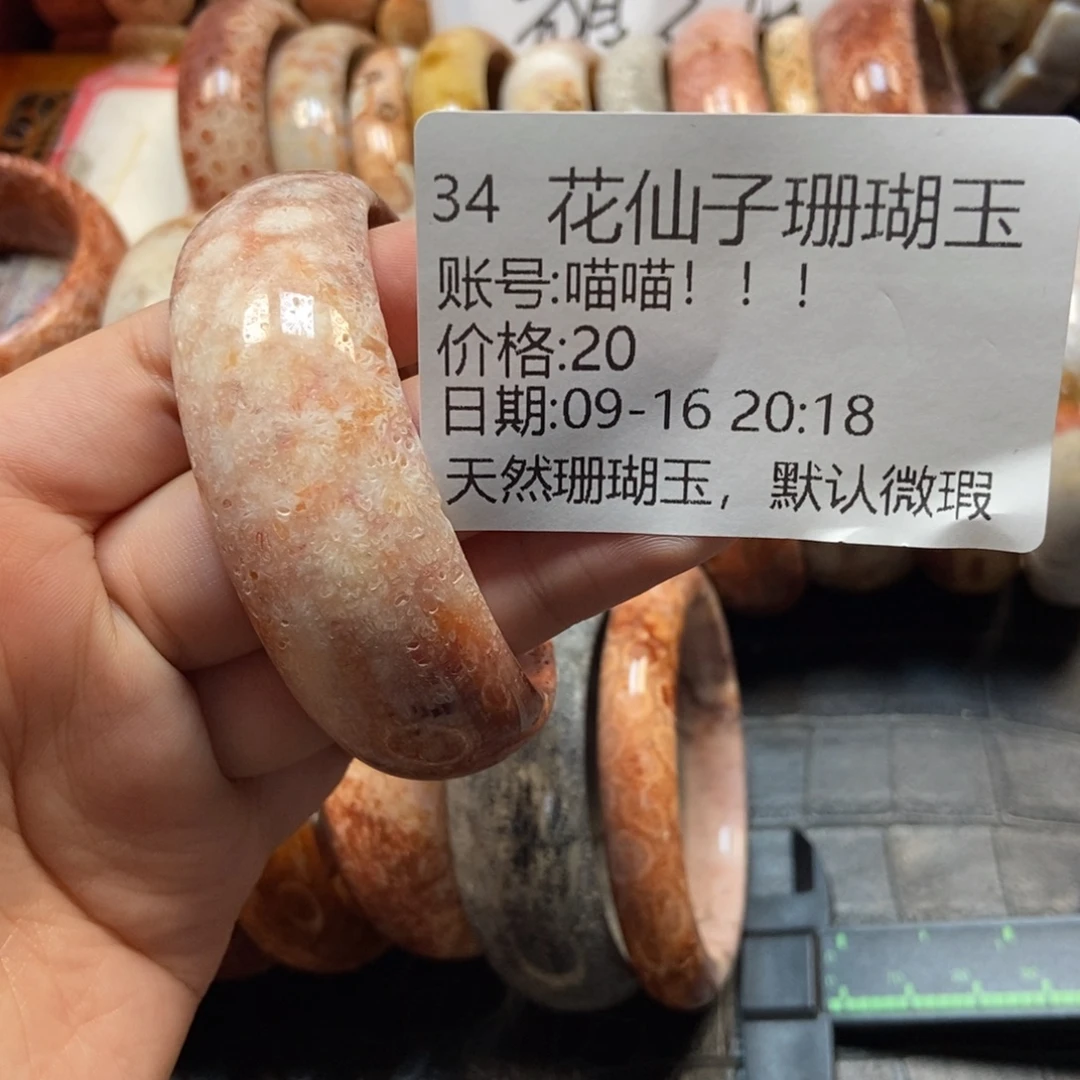 34 花仙子珊瑚玉
账号:喵喵！！！
价格:20
日期:09-16 20:18
天然珊瑚玉，默认微瑕